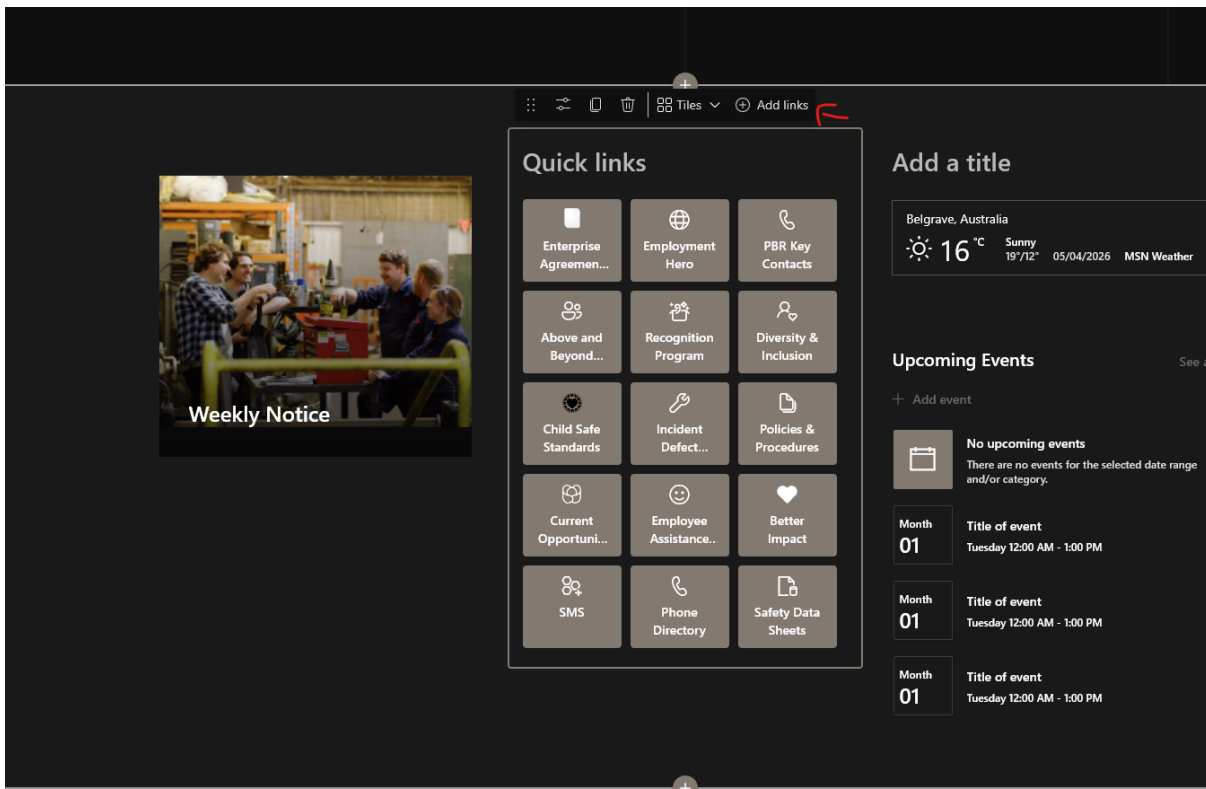 Tiles
Add links
Quick links
Enterprise
Agreemen...
Employment
Hero
PBR Key
Contacts
Above and
Beyond...
Recognition
Program
Diversity &
Inclusion
Child Safe
Standards
Incident
Defect...
Policies &
Procedures
Current
Opportuni...
Employee
Assistance...
Better
Impact
SMS
Phone
Directory
Safety Data
Sheets
Weekly Notice
Add a title
Belgrave, Australia
16 °C
Sunny
19°/12° 05/04/2026 MSN Weather
Upcoming Events
See a
Add event
No upcoming events
There are no events for the selected date range
and/or category.
Month
01
Title of event
Tuesday 12:00 AM - 1:00 PM
Month
01
Title of event
Tuesday 12:00 AM - 1:00 PM
Month
01
Title of event
Tuesday 12:00 AM - 1:00 PM